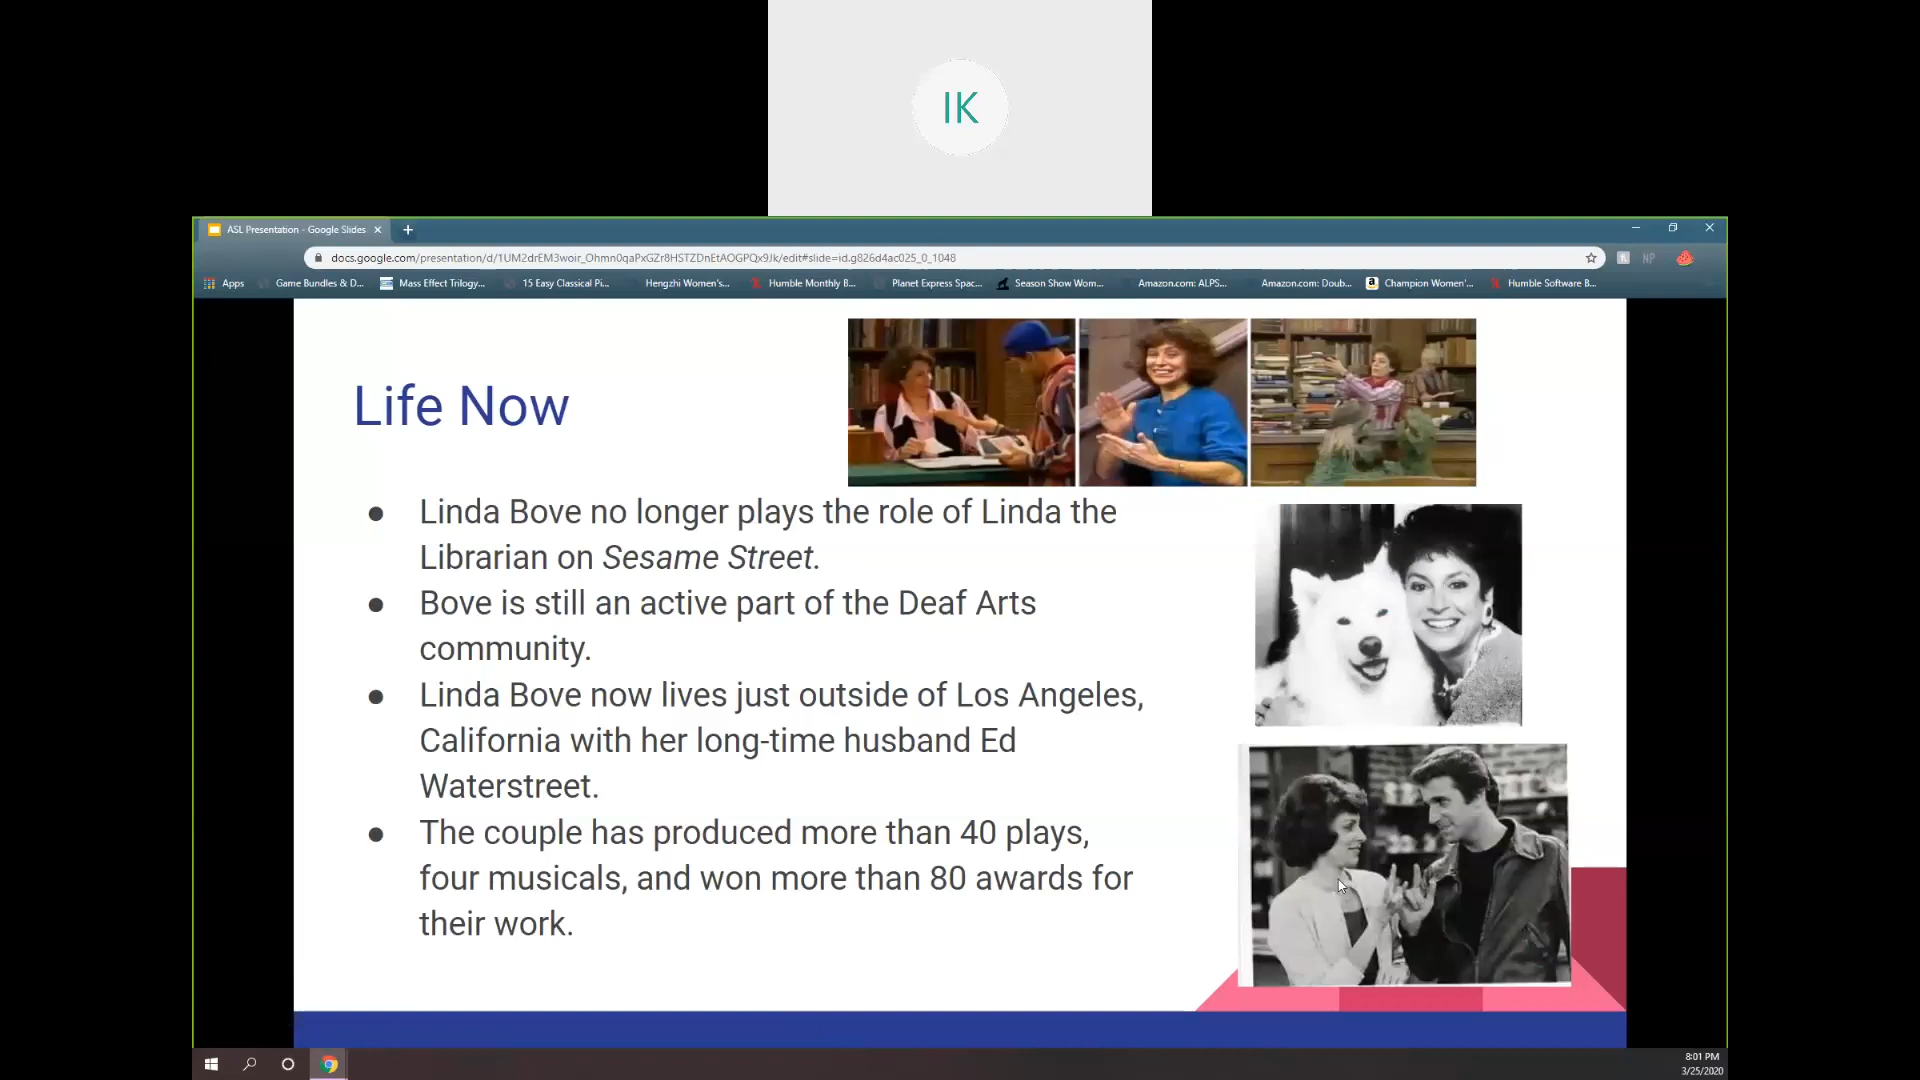 IK
ASL Presentation - Google Slides
docs.google.com/presentation/d/1UM2drEM3woir_Ohmn0qaPxGZr8HSTZDnEtAOGPQx9Jk/edit#slide=id.g826d4ac025_0_1048
NP
Apps Game Bundles & D... Mass Effect Trilogy... 15 Easy Classical Pi... Hengzhi Women's... Humble Monthly B... Planet Express Spac... Season Show Wom... Amazon.com: ALPS... Amazon.com: Doub... Champion Women'... Humble Software B...
Life Now
● Linda Bove no longer plays the role of Linda the
Librarian on Sesame Street.
● Bove is still an active part of the Deaf Arts
community.
● Linda Bove now lives just outside of Los Angeles,
California with her long-time husband Ed
Waterstreet.
● The couple has produced more than 40 plays,
four musicals, and won more than 80 awards for
their work.
8:01 PM
3/25/2020